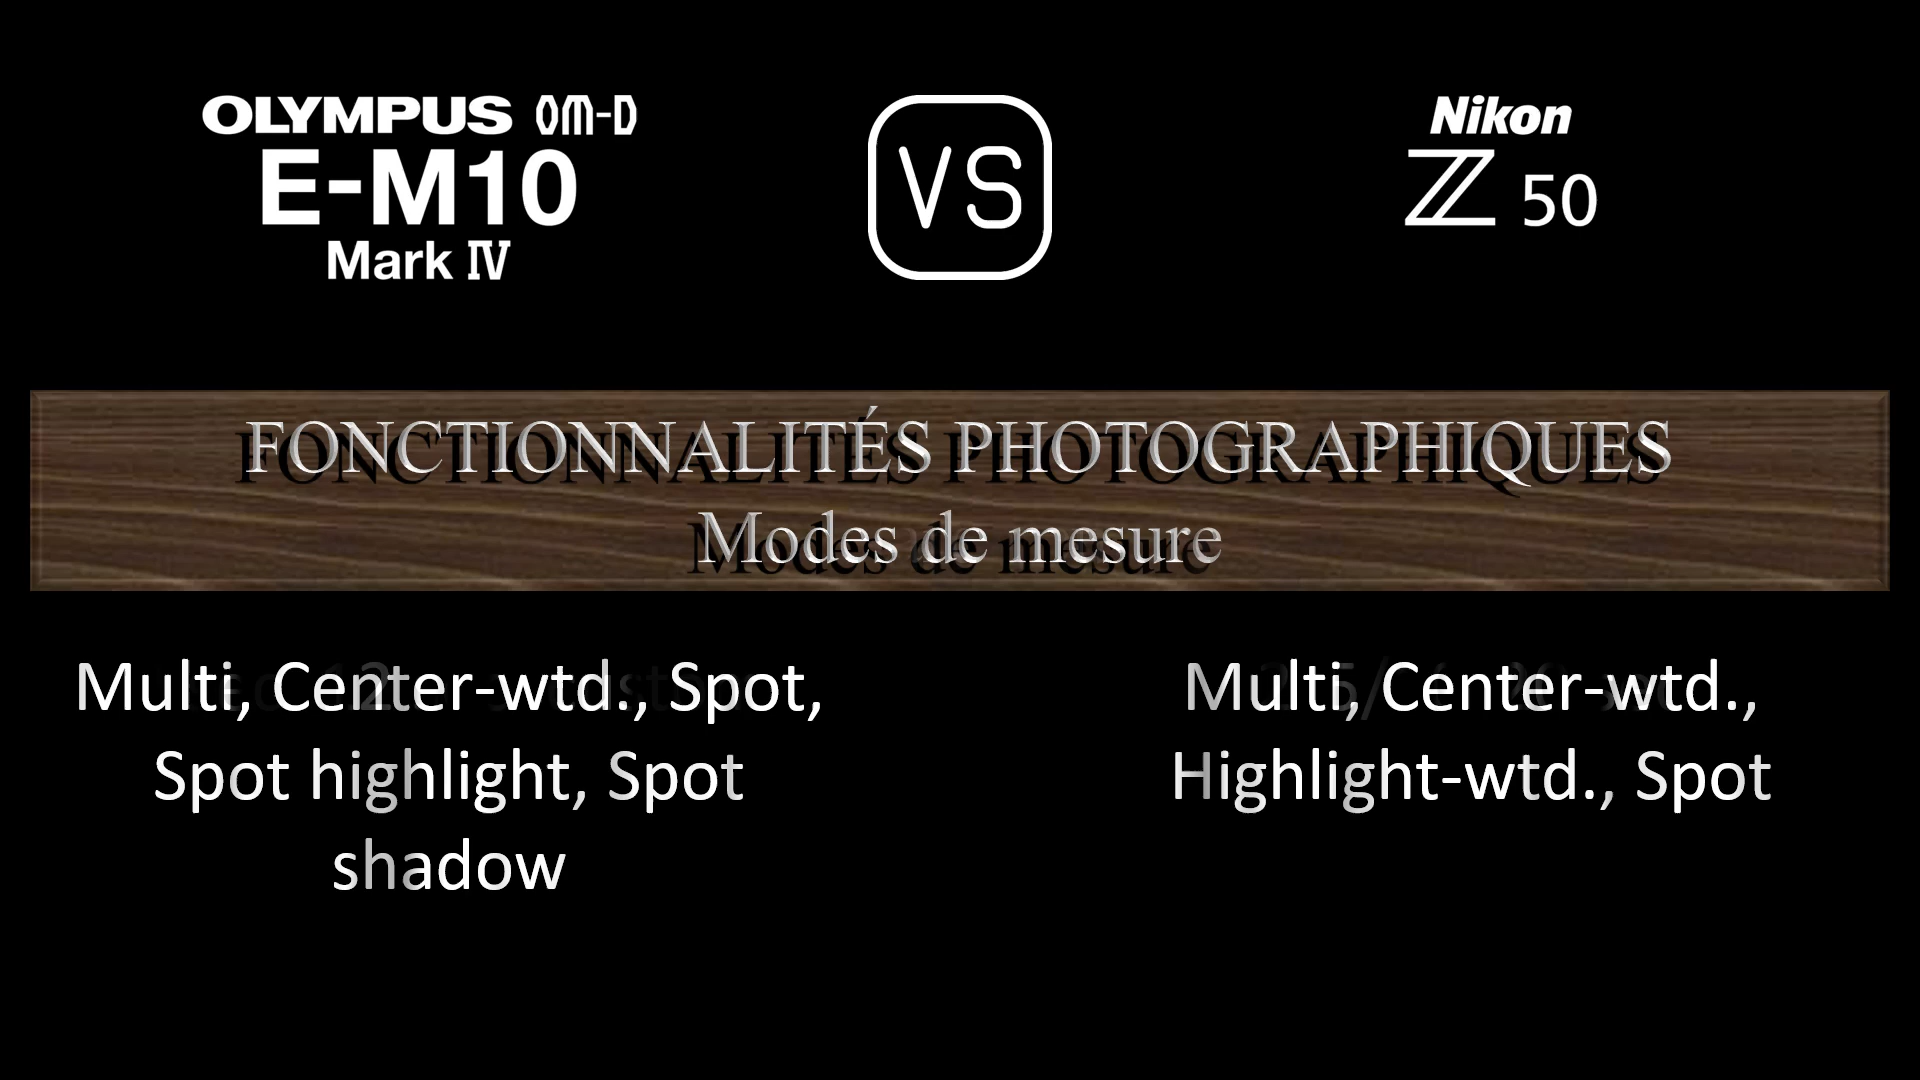 OLYMPUS OM-D
E-M10
Mark IV
VS
Nikon
Z 50
FONCTIONNALITÉS PHOTOGRAPHIQUES
Modes de mesure
Multi, Center-wtd., Spot,
Spot highlight, Spot
shadow
Multi, Center-wtd.,
Highlight-wtd., Spot